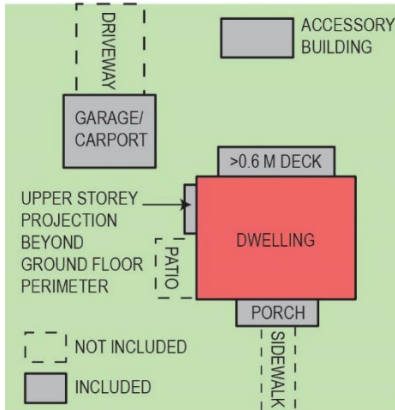 DRIVEWAY
ACCESSORY
BUILDING
GARAGE/
CARPORT
>0.6 M DECK
UPPER STOREY
PROJECTION
BEYOND
GROUND FLOOR
PERIMETER
DWELLING
PATIO
PORCH
SIDEWALK
NOT INCLUDED
INCLUDED